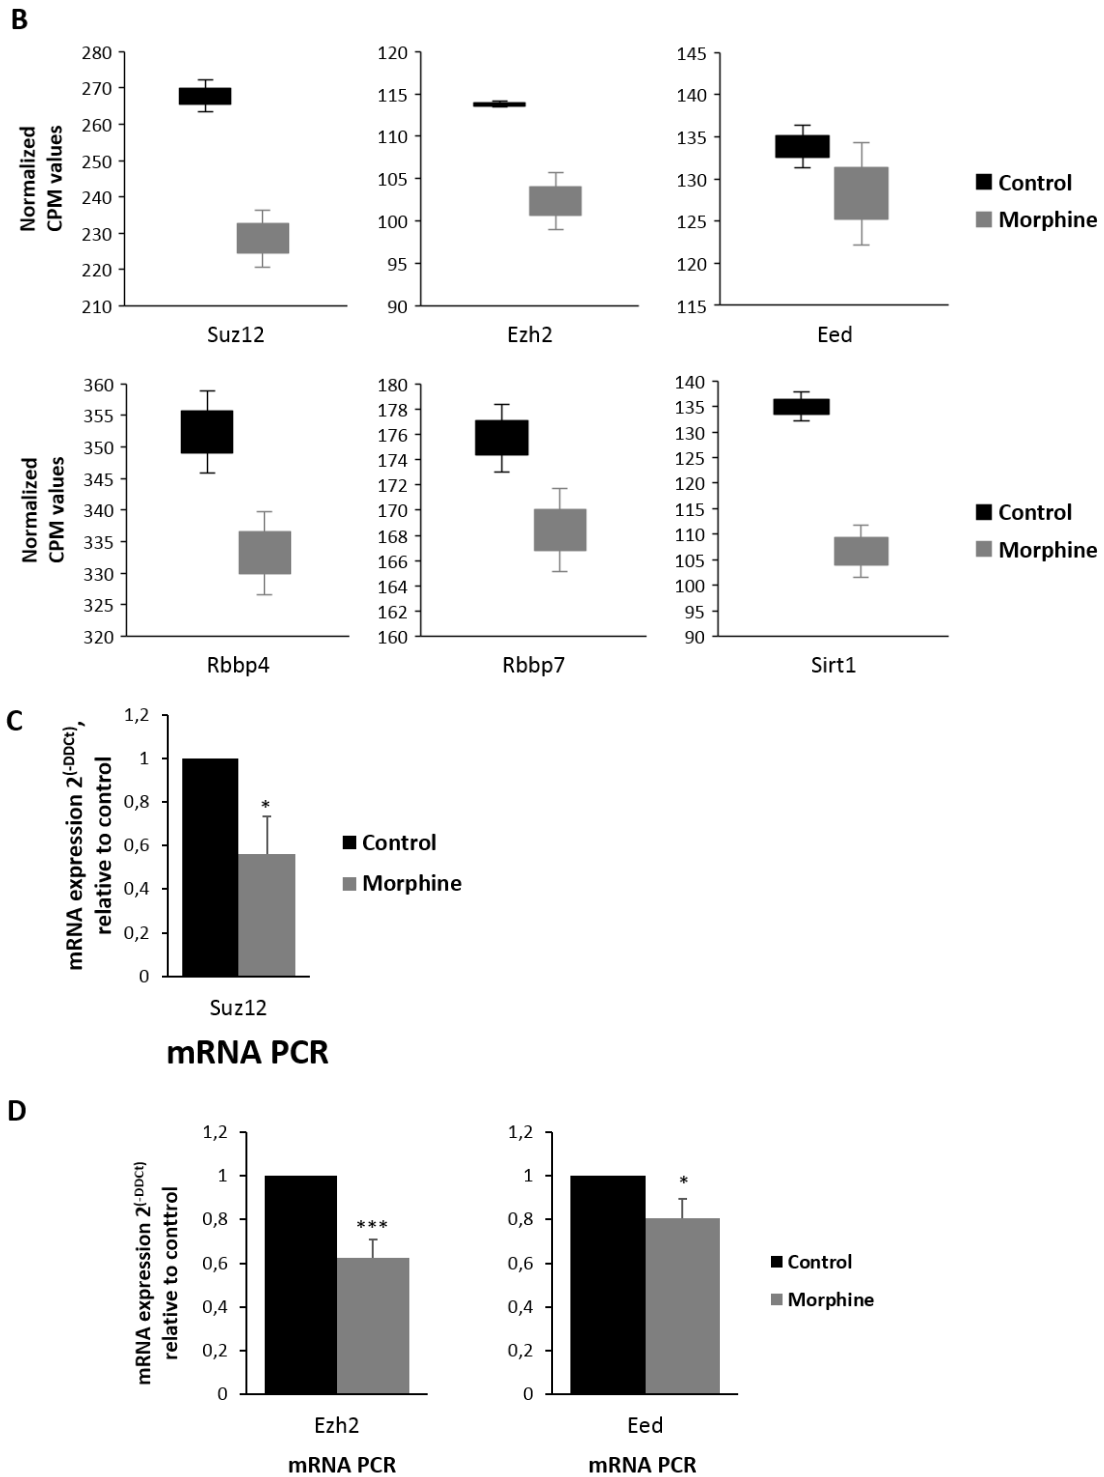 B
Normalized
CPM values
280
270
260
250
240
230
220
210
Suz12
120
115
110
105
100
95
90
Ezh2
145
140
135
130
125
120
115
Eed
Control
Morphine
Normalized
CPM values
360
355
350
345
340
335
330
325
320
Rbbp4
180
178
176
174
172
170
168
166
164
162
160
Rbbp7
140
135
130
125
120
115
110
105
100
95
90
Sirt1
Control
Morphine
C
mRNA expression 2(-DDCt),
relative to control
1,2
1
0,8
0,6
0,4
0,2
0
*
Suz12
mRNA PCR
Control
Morphine
D
mRNA expression 2(-DDCt)
relative to conttrol
1,2
1
0,8
0,6
0,4
0,2
0
***
Ezh2
mRNA PCR
1,2
1
0,8
0,6
0,4
0,2
0
*
Eed
mRNA PCR
Control
Morphine